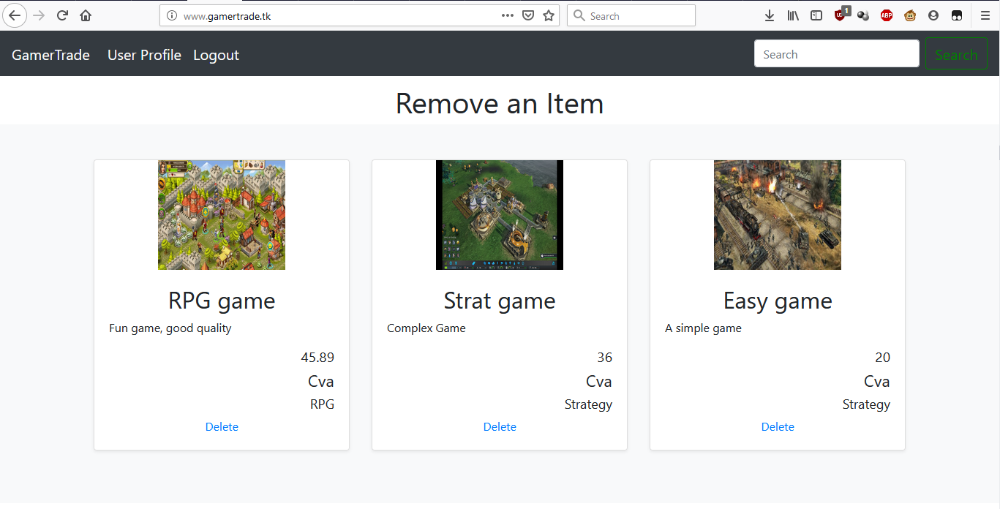 www.gamertrade.tk
Search
1
ABP
GamerTrade User Profile Logout
Search Search
Remove an Item
RPG game
Fun game, good quality
45.89
Cva
RPG
Delete
Strat game
Complex Game
36
Cva
Strategy
Delete
Easy game
A simple game
20
Cva
Strategy
Delete